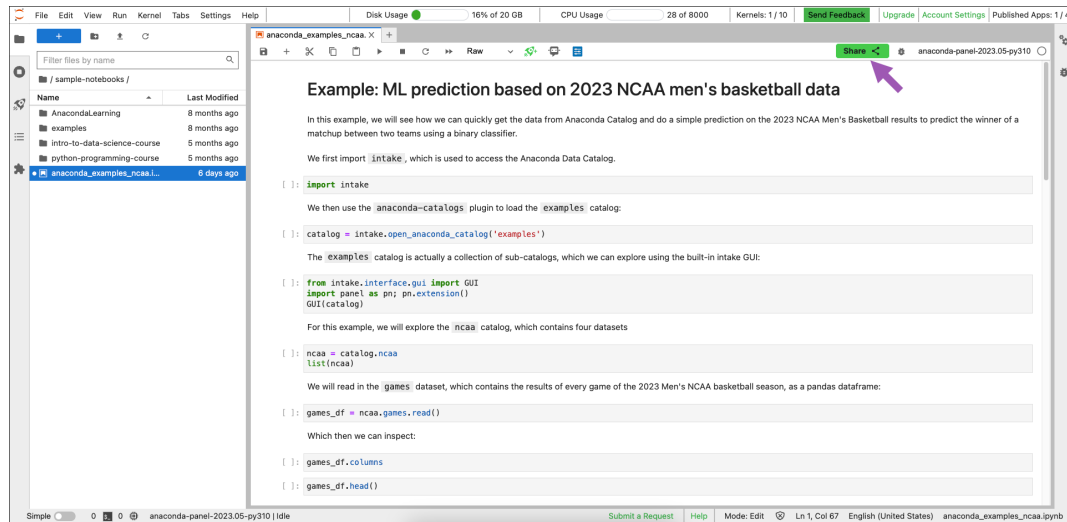 File Edit View Run Kernel Tabs Settings Help
Disk Usage 16% of 20 GB
CPU Usage 28 of 8000
Kernels: 1 / 10
Send Feedback
Upgrade
Account Settings
Published Apps: 1 / 4
Filter files by name
/ sample-notebooks /
Name Last Modified
AnacondaLearning 8 months ago
examples 8 months ago
intro-to-data-science-course 5 months ago
python-programming-course 5 months ago
anaconda_examples_ncaa.i... 6 days ago
anaconda_examples_ncaa.
Raw
Share
anaconda-panel-2023.05-py310
Example: ML prediction based on 2023 NCAA men's basketball data
In this example, we will see how we can quickly get the data from Anaconda Catalog and do a simple prediction on the 2023 NCAA Men's Basketball results to predict the winner of a
matchup between two teams using a binary classifier.
We first import intake , which is used to access the Anaconda Data Catalog.
[ ]: import intake
We then use the anaconda-catalogs plugin to load the examples catalog:
[ ]: catalog = intake.open_anaconda_catalog('examples')
The examples catalog is actually a collection of sub-catalogs, which we can explore using the built-in intake GUI:
[ ]: from intake.interface.gui import GUI
import panel as pn; pn.extension()
GUI(catalog)
For this example, we will explore the ncaa catalog, which contains four datasets
[ ]: ncaa = catalog.ncaa
list(ncaa)
We will read in the games dataset, which contains the results of every game of the 2023 Men's NCAA basketball season, as a pandas dataframe:
[ ]: games_df = ncaa.games.read()
Which then we can inspect:
[ ]: games_df.columns
[ ]: games_df.head()
Simple 0 0 anaconda-panel-2023.05-py310 | Idle
Submit a Request
Help
Mode: Edit
Ln 1, Col 67
English (United States)
anaconda_examples_ncaa.ipynb